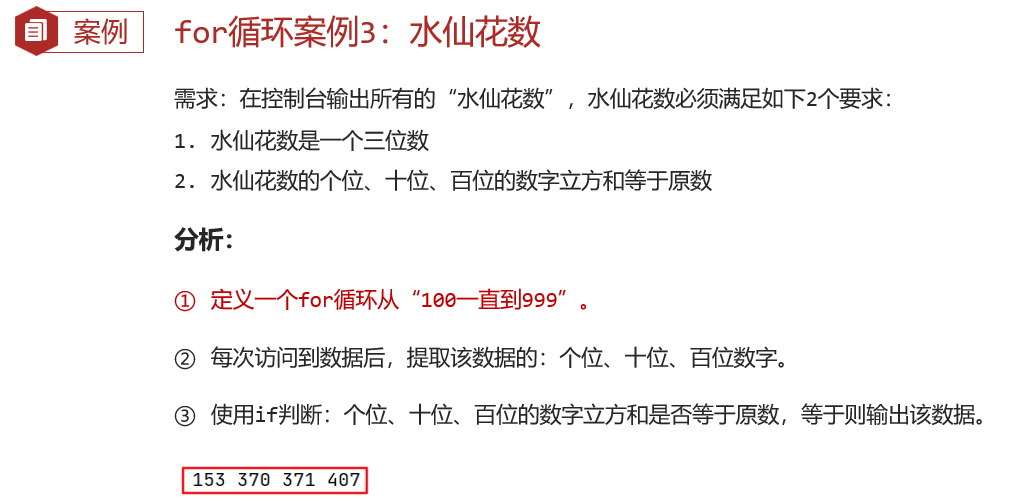 案例
for循环案例3：水仙花数
需求：在控制台输出所有的“水仙花数”，水仙花数必须满足如下2个要求：
1. 水仙花数是一个三位数
2. 水仙花数的个位、十位、百位的数字立方和等于原数
分析：
① 定义一个for循环从“100一直到999”。
② 每次访问到数据后，提取该数据的：个位、十位、百位数字。
③ 使用if判断：个位、十位、百位的数字立方和是否等于原数，等于则输出该数据。
153 370 371 407